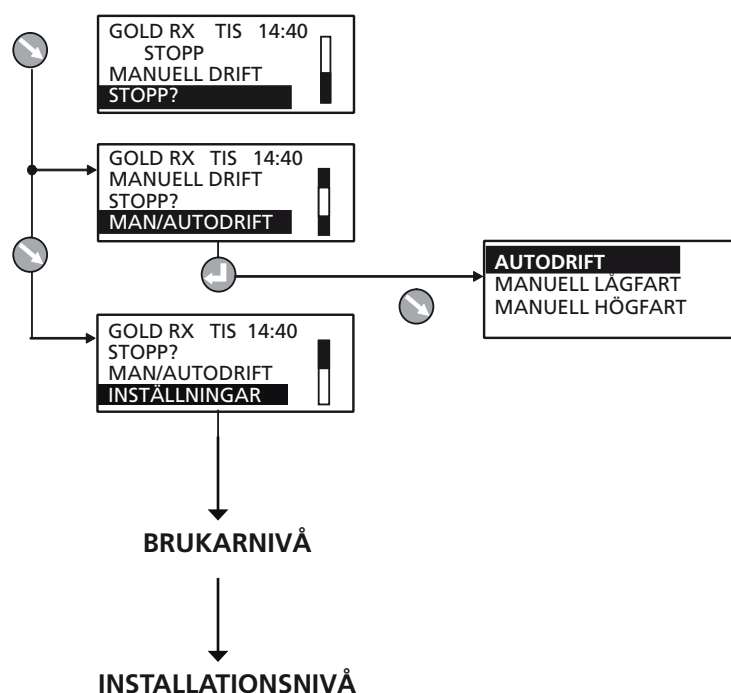 GOLD RX TIS 14:40
STOPP
MANUELL DRIFT
STOPP?
GOLD RX TIS 14:40
MANUELL DRIFT
STOPP?
MAN/AUTODRIFT
AUTODRIFT
MANUELL LÅGFART
MANUELL HÖGFART
GOLD RX TIS 14:40
STOPP?
MAN/AUTODRIFT
INSTÄLLNINGAR
BRUKARNIVÅ
INSTALLATIONSNIVÅ